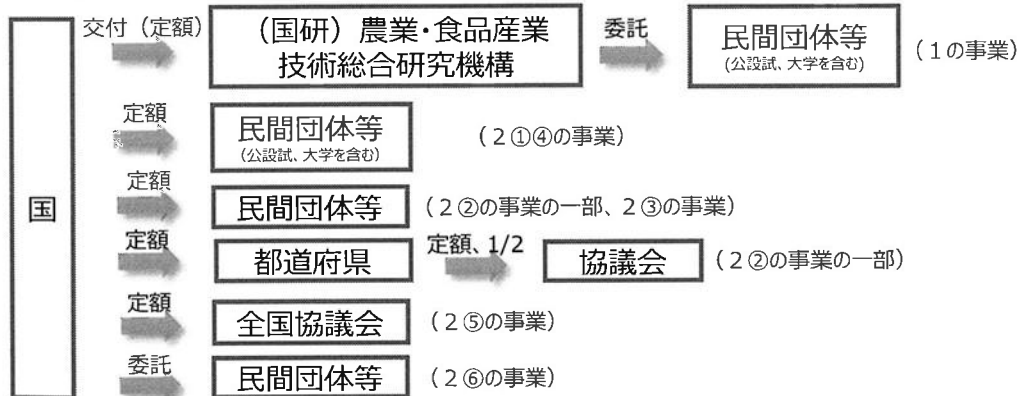 国
交付（定額）
（国研）農業・食品産業
技術総合研究機構
委託
民間団体等
(公設試、大学を含む)
（１の事業）
定額
民間団体等
(公設試、大学を含む)
（２①④の事業）
定額
民間団体等
（２②の事業の一部、２③の事業）
定額
都道府県
定額、1/2
協議会
（２②の事業の一部）
定額
全国協議会
（２⑤の事業）
委託
民間団体等
（２⑥の事業）